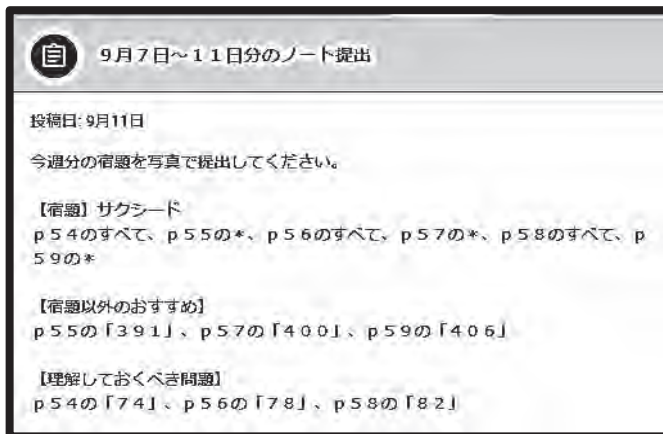 9月7日~11日分のノート提出
投稿日: 9月11日
今週分の宿題を写真で提出してください。
【宿題】サクシード
p54のすべて、p55の*、p56のすべて、p57の*、p58のすべて、p
59の*
【宿題以外のおすすめ】
p55の「391」、p57の「400」、p59の「406」
【理解しておくべき問題】
p54の「74」、p56の「78」、p58の「82」